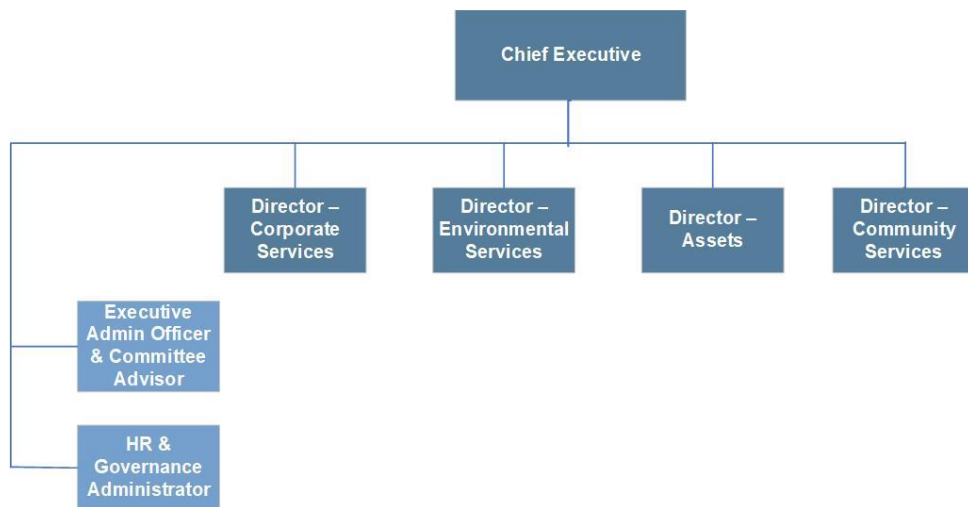 Chief Executive
Director –
Corporate
Services
Director –
Environmental
Services
Director –
Assets
Director –
Community
Services
Executive
Admin Officer
& Committee
Advisor
HR &
Governance
Administrator